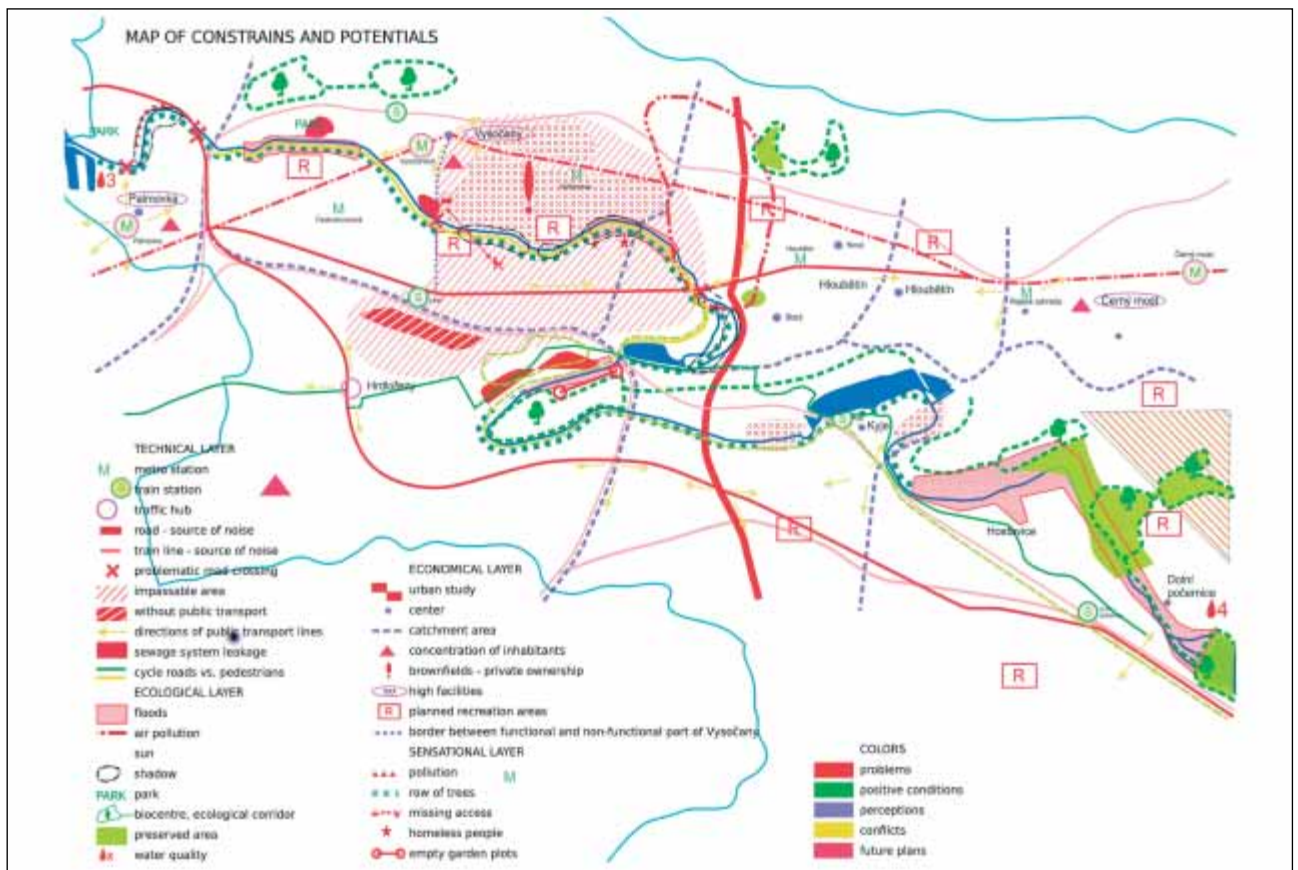 MAP OF CONSTRAINS AND POTENTIALS
PARK
PARK
S
M
Vysočany
R
M
3
Palmovka
M
M
R
R
R
R
M
Hloubětín
Hloubětín
M
M
Černý most
S
Hrdlořezy
R
S
Kyje
R
Hostavice
R
S
Dolní
počernice
4
R
TECHNICAL LAYER
M metro station
S train station
traffic hub
road - source of noise
train line - source of noise
problematic road crossing
impassable area
without public transport
directions of public transport lines
sewage system leakage
cycle roads vs. pedestrians
ECOLOGICAL LAYER
floods
air pollution
sun
shadow
PARK park
biocentre, ecological corridor
preserved area
water quality
ECONOMICAL LAYER
urban study
center
catchment area
concentration of inhabitants
brownfields - private ownership
high facilities
R planned recreation areas
border between functional and non-functional part of Vysočany
SENSATIONAL LAYER
pollution
M
row of trees
missing access
homeless people
empty garden plots
COLORS
problems
positive conditions
perceptions
conflicts
future plans